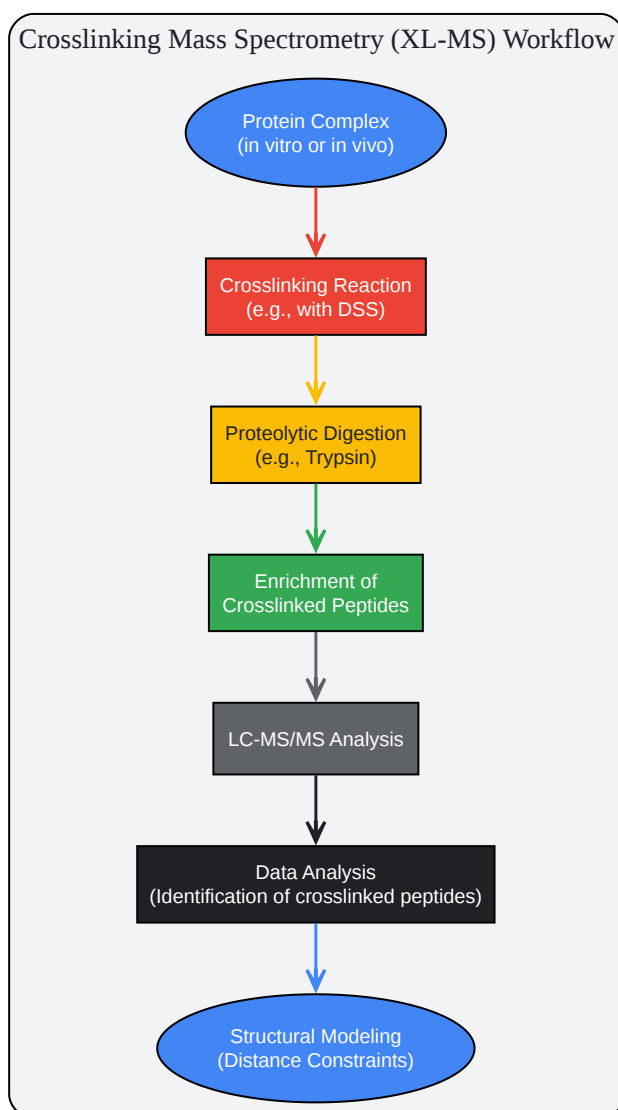 Crosslinking Mass Spectrometry (XL-MS) Workflow
Protein Complex
(in vitro or in vivo)
Crosslinking Reaction
(e.g., with DSS)
Proteolytic Digestion
(e.g., Trypsin)
Enrichment of
Crosslinked Peptides
LC-MS/MS Analysis
Data Analysis
(Identification of crosslinked peptides)
Structural Modeling
(Distance Constraints)